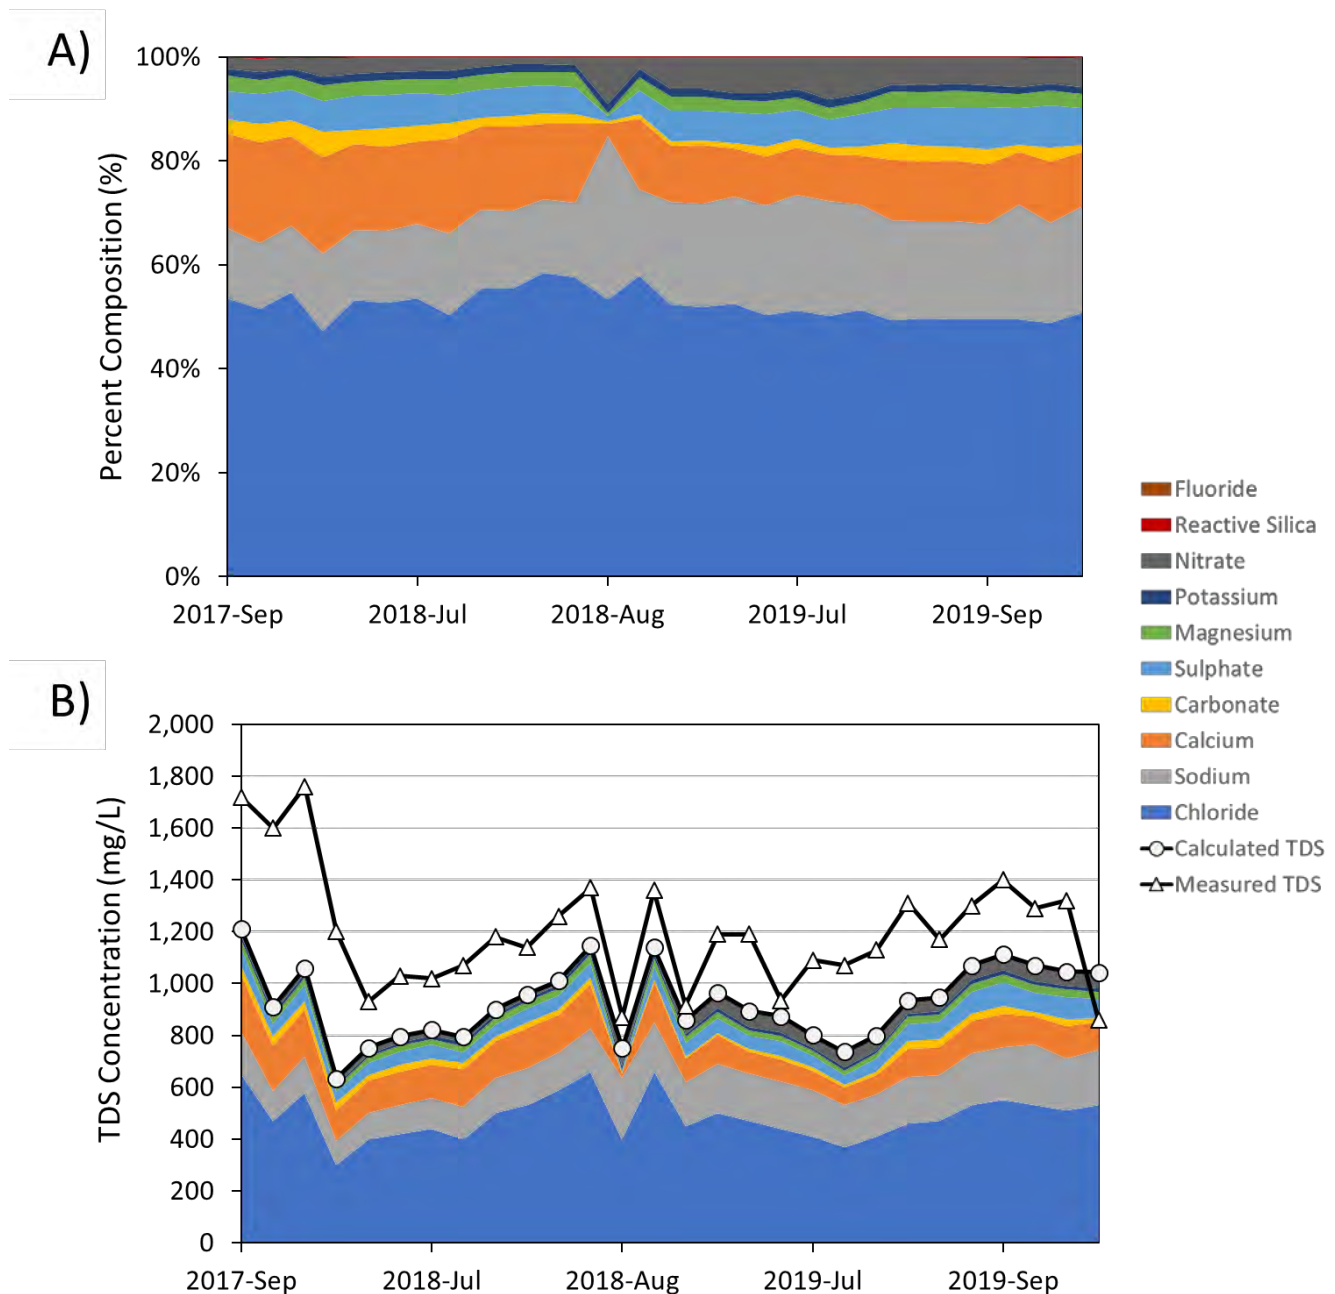 A)
100%
80%
60%
40%
20%
0%
Percent Composition (%)
2017-Sep 2018-Jul 2018-Aug 2019-Jul 2019-Sep
Fluoride
Reactive Silica
Nitrate
Potassium
Magnesium
Sulphate
Carbonate
Calcium
Sodium
Chloride
Calculated TDS
Measured TDS
B)
2,000
1,800
1,600
1,400
1,200
1,000
800
600
400
200
0
TDS Concentration (mg/L)
2017-Sep 2018-Jul 2018-Aug 2019-Jul 2019-Sep